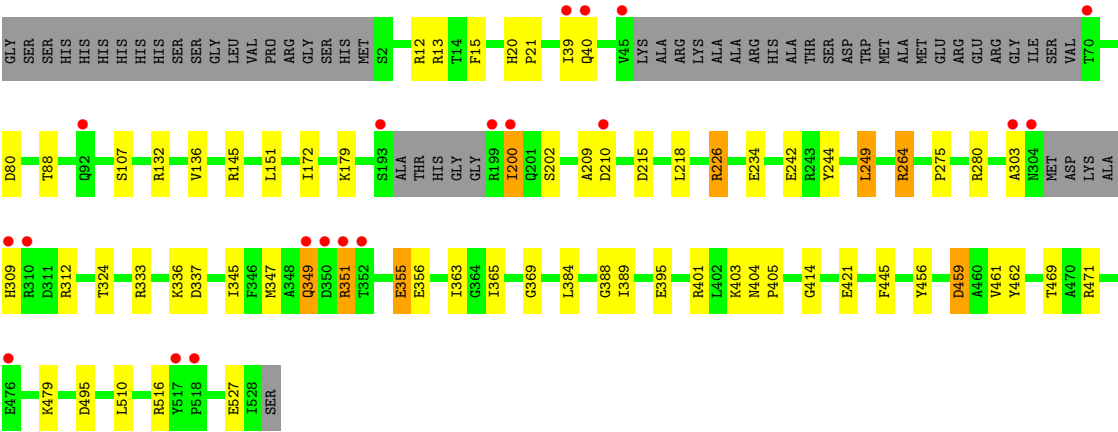 GLY SER SER HIS HIS HIS HIS HIS HIS SER SER GLY LEU VAL PRO ARG GLY SER HIS MET S2 R12 R13 T14 F15 H20 P21 I39 Q40 V45 LYS ALA ARG LYS ALA ALA ARG HIS ALA THR SER ASP TRP MET ALA MET GLU ARG GLU ARG GLY ILE SER VAL T70
D80 T88 Q92 S107 R132 V136 R145 L151 I172 K179 S193 ALA THR HIS GLY GLY R199 I200 Q201 S202 A209 D210 D215 L218 R226 E234 E242 R243 Y244 L249 R264 P275 R280 A303 N304 MET ASP LYS ALA
H309 R310 D311 R312 T324 R333 K336 D337 I345 F346 M347 A348 Q349 D350 R351 T352 E355 E356 I363 G364 I365 G369 L384 G388 I389 E395 R401 L402 K403 N404 P405 G414 E421 F445 Y456 D459 A460 V461 Y462 T469 A470 R471
E476 K479 D495 L510 R516 Y517 P518 E527 I528 SER